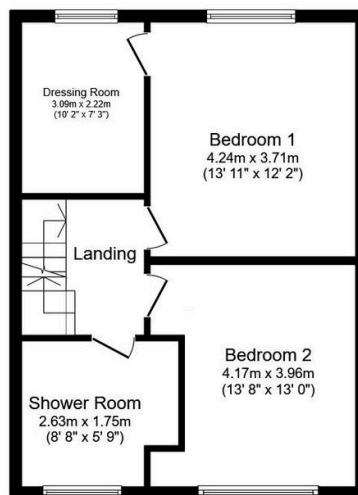 Dressing Room
3.09m x 2.22m
(10' 2" x 7' 3")
Bedroom 1
4.24m x 3.71m
(13' 11" x 12' 2")
Landing
Bedroom 2
4.17m x 3.96m
(13' 8" x 13' 0")
Shower Room
2.63m x 1.75m
(8' 8" x 5' 9")